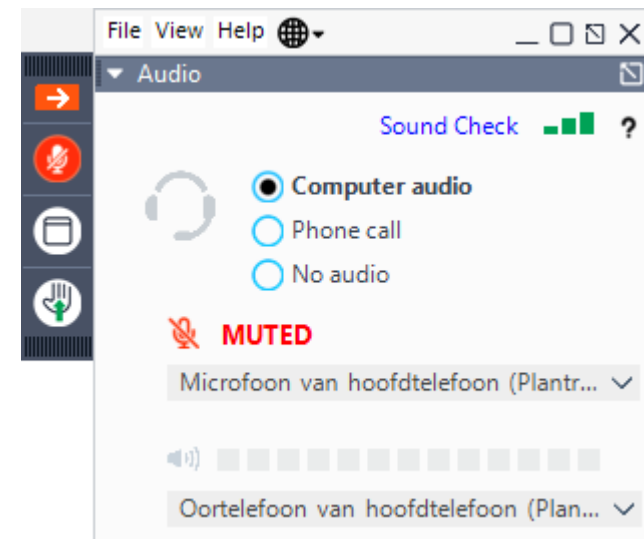 File View Help
Audio
Sound Check ?
Computer audio
Phone call
No audio
MUTED
Microfoon van hoofdtelefoon (Plantr...
Oortelefoon van hoofdtelefoon (Plan...